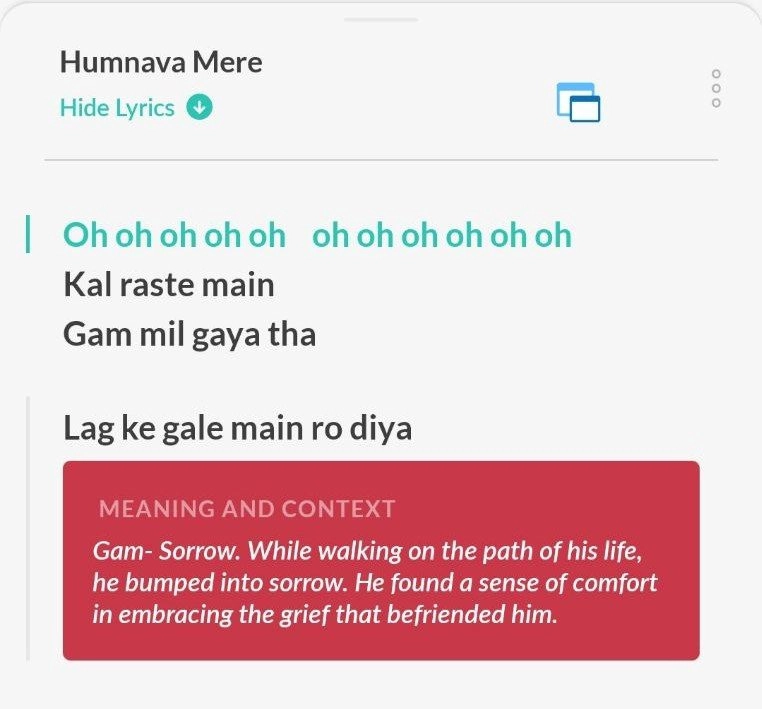 Humnava Mere
Hide Lyrics
Oh oh oh oh oh oh oh oh oh oh oh
Kal raste main
Gam mil gaya tha
Lag ke gale main ro diya
MEANING AND CONTEXT
Gam- Sorrow. While walking on the path of his life,
he bumped into sorrow. He found a sense of comfort
in embracing the grief that befriended him.